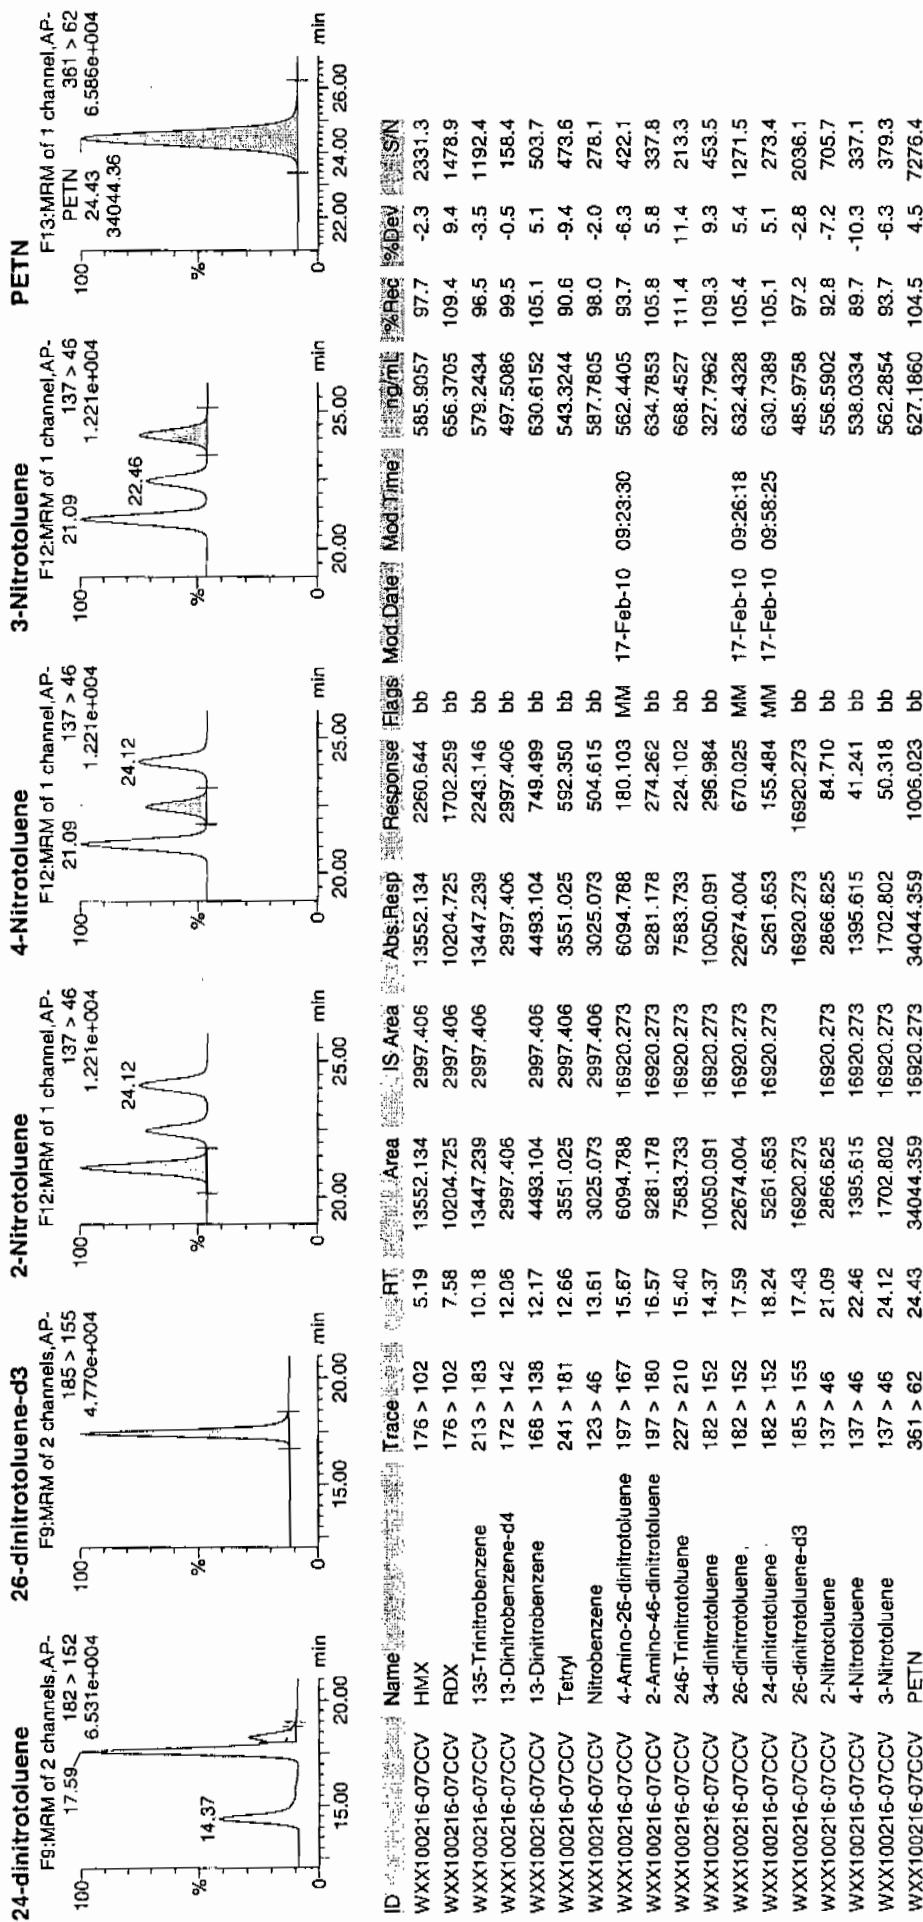 24-dinitrotoluene
F9:MRM of 2 channels,AP-
17.59 182 > 152
6.531e+004
100
14.37
%
0
15.00 20.00 min
26-dinitrotoluene-d3
F9:MRM of 2 channels,AP-
185 > 155
4.770e+004
100
%
0
15.00 20.00 min
2-Nitrotoluene
F12:MRM of 1 channel,AP-
137 > 46
1.221e+004
100
24.12
%
0
20.00 25.00 min
4-Nitrotoluene
F12:MRM of 1 channel,AP-
21.09 137 > 46
1.221e+004
100
24.12
%
0
20.00 25.00 min
3-Nitrotoluene
F12:MRM of 1 channel,AP-
21.09 137 > 46
1.221e+004
100
22.46
%
0
20.00 25.00 min
PETN
F13:MRM of 1 channel,AP-
PETN 361 > 62
24.43 6.586e+004
34044.36
100
%
0
22.00 24.00 26.00 min
ID Name Trace RT Area IS Area Abs.Resp Response Flags Mod.Date Mod.Time ng/mL %Rec %Dev S/N
WXX100216-07CCV HMX 176 > 102 5.19 13552.134 2997.406 13552.134 2260.644 bb 585.9057 97.7 -2.3 2331.3
WXX100216-07CCV RDX 176 > 102 7.58 10204.725 2997.406 10204.725 1702.259 bb 656.3705 109.4 9.4 1478.9
WXX100216-07CCV 135-Trinitrobenzene 213 > 183 10.18 13447.239 2997.406 13447.239 2243.146 bb 579.2434 96.5 -3.5 1192.4
WXX100216-07CCV 13-Dinitrobenzene-d4 172 > 142 12.06 2997.406 2997.406 2997.406 bb 497.5086 99.5 -0.5 158.4
WXX100216-07CCV 13-Dinitrobenzene 168 > 138 12.17 4493.104 2997.406 4493.104 749.499 bb 630.6152 105.1 5.1 503.7
WXX100216-07CCV Tetryl 241 > 181 12.66 3551.025 2997.406 3551.025 592.350 bb 543.3244 90.6 -9.4 473.6
WXX100216-07CCV Nitrobenzene 123 > 46 13.61 3025.073 2997.406 3025.073 504.615 bb 587.7805 98.0 -2.0 278.1
WXX100216-07CCV 4-Amino-26-dinitrotoluene 197 > 167 15.67 6094.788 16920.273 6094.788 180.103 MM 17-Feb-10 09:23:30 562.4405 93.7 -6.3 422.1
WXX100216-07CCV 2-Amino-46-dinitrotoluene 197 > 180 16.57 9281.178 16920.273 9281.178 274.262 bb 634.7853 105.8 5.8 337.8
WXX100216-07CCV 246-Trinitrotoluene 227 > 210 15.40 7583.733 16920.273 7583.733 224.102 bb 668.4527 111.4 11.4 213.3
WXX100216-07CCV 34-dinitrotoluene 182 > 152 14.37 10050.091 16920.273 10050.091 296.984 bb 327.7962 109.3 9.3 453.5
WXX100216-07CCV 26-dinitrotoluene 182 > 152 17.59 22674.004 16920.273 22674.004 670.025 MM 17-Feb-10 09:26:18 632.4328 105.4 5.4 1271.5
WXX100216-07CCV 24-dinitrotoluene 182 > 152 18.24 5261.653 16920.273 5261.653 155.484 MM 17-Feb-10 09:58:25 630.7389 105.1 5.1 273.4
WXX100216-07CCV 26-dinitrotoluene-d3 185 > 155 17.43 16920.273 16920.273 16920.273 bb 485.9758 97.2 -2.8 2036.1
WXX100216-07CCV 2-Nitrotoluene 137 > 46 21.09 2866.625 16920.273 2866.625 84.710 bb 556.5902 92.8 -7.2 705.7
WXX100216-07CCV 4-Nitrotoluene 137 > 46 22.46 1395.615 16920.273 1395.615 41.241 bb 538.0334 89.7 -10.3 337.1
WXX100216-07CCV 3-Nitrotoluene 137 > 46 24.12 1702.802 16920.273 1702.802 50.318 bb 562.2854 93.7 -6.3 379.3
WXX100216-07CCV PETN 361 > 62 24.43 34044.359 16920.273 34044.359 1006.023 bb 627.1860 104.5 4.5 7276.4